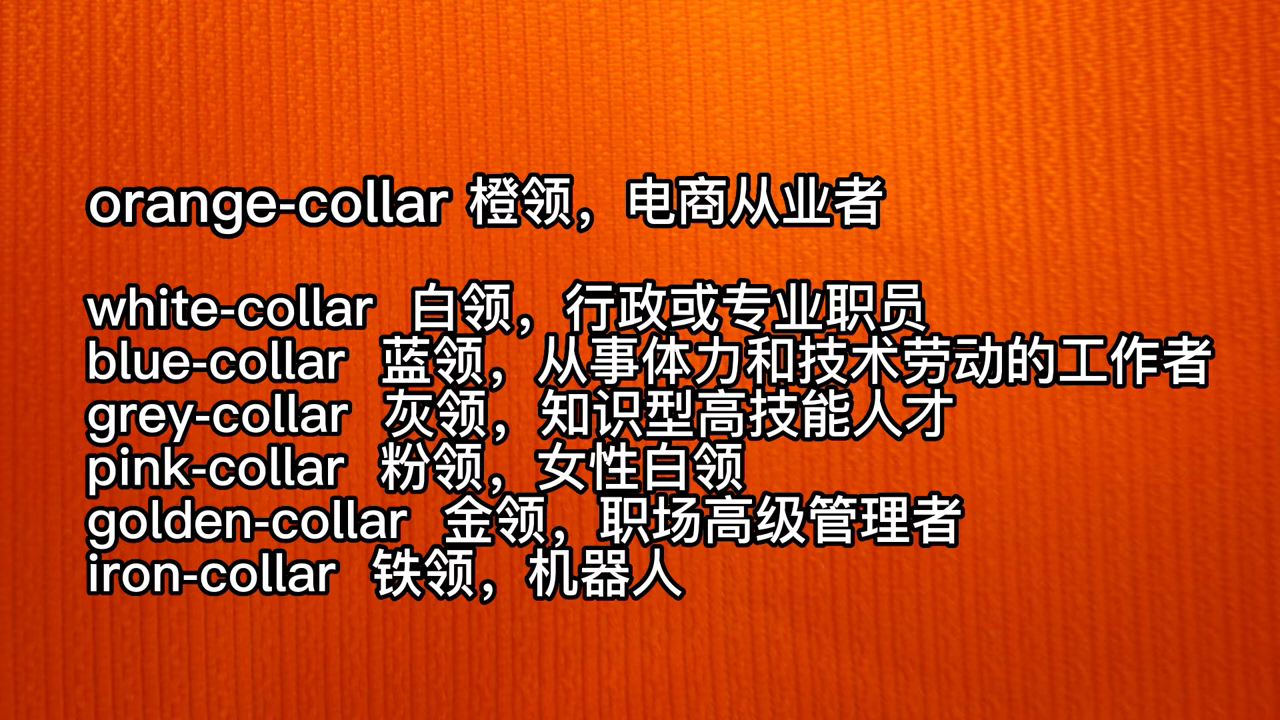 orange-collar 橙领，电商从业者
white-collar 白领，行政或专业职员
blue-collar 蓝领，从事体力和技术劳动的工作者
grey-collar 灰领，知识型高技能人才
pink-collar 粉领，女性白领
golden-collar 金领，职场高级管理者
iron-collar 铁领，机器人